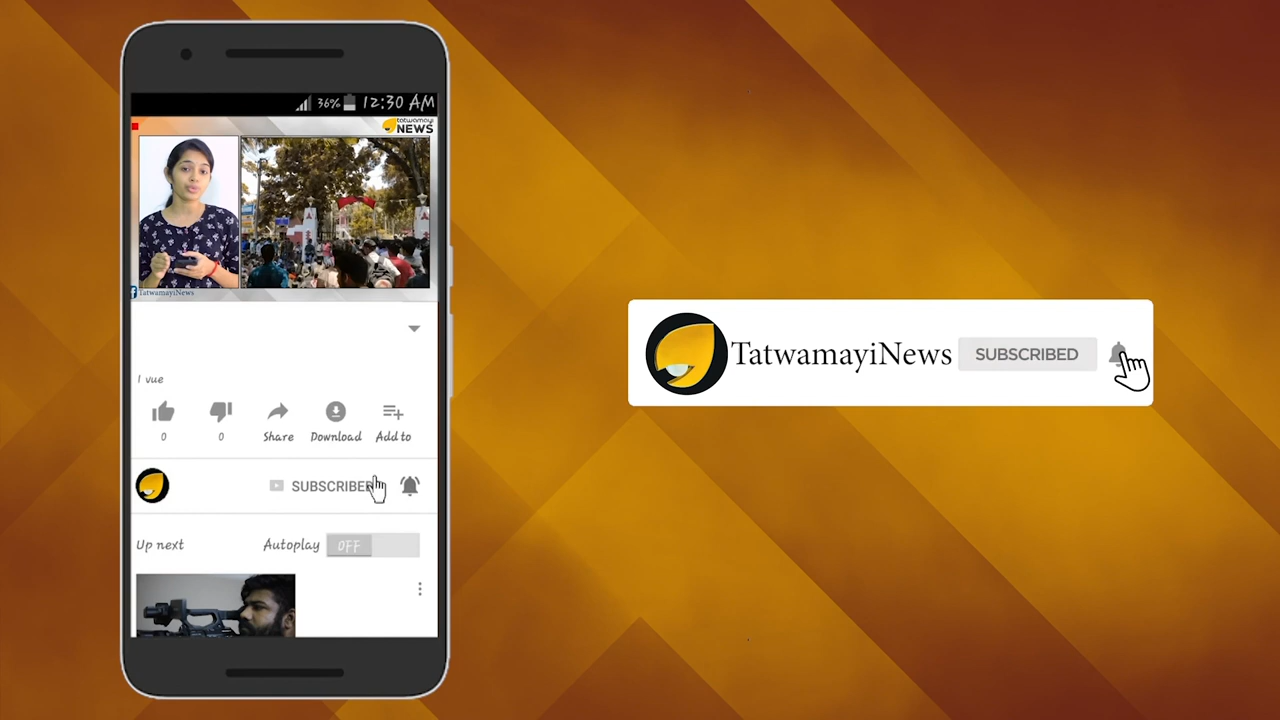 36% 12:30 AM
tatwamayi
NEWS
TatwamayiNews
1 vue
0 0 Share Download Add to
SUBSCRIBED
Up next Autoplay OFF
TatwamayiNews SUBSCRIBED